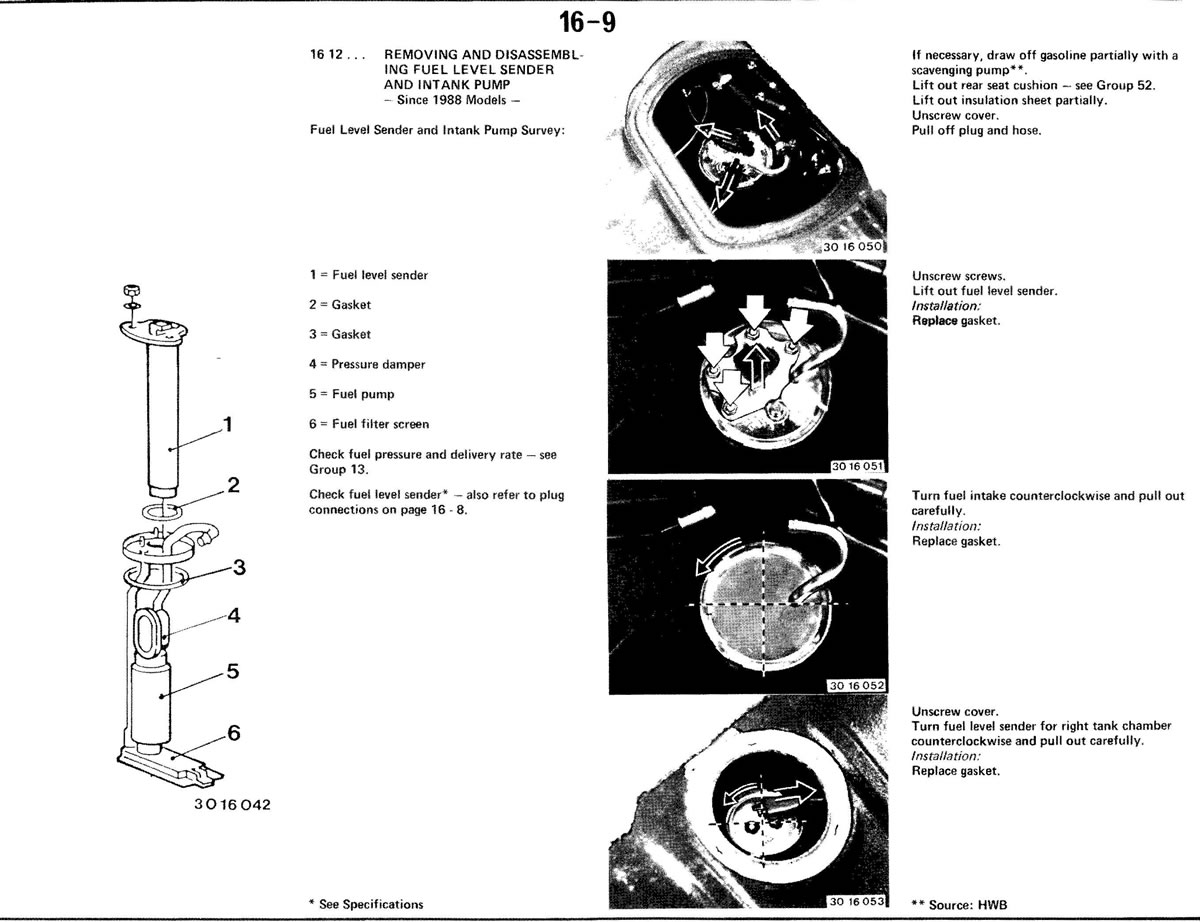 16-9
16 12 . . . REMOVING AND DISASSEMBL-
ING FUEL LEVEL SENDER
AND INTANK PUMP
– Since 1988 Models –
Fuel Level Sender and Intank Pump Survey:
1 = Fuel level sender
2 = Gasket
3 = Gasket
4 = Pressure damper
5 = Fuel pump
6 = Fuel filter screen
Check fuel pressure and delivery rate – see
Group 13.
Check fuel level sender* – also refer to plug
connections on page 16 - 8.
1
2
3
4
5
6
30 16 042
* See Specifications
30 16 050
If necessary, draw off gasoline partially with a
scavenging pump**.
Lift out rear seat cushion – see Group 52.
Lift out insulation sheet partially.
Unscrew cover.
Pull off plug and hose.
30 16 051
Unscrew screws.
Lift out fuel level sender.
Installation:
Replace gasket.
30 16 052
Turn fuel intake counterclockwise and pull out
carefully.
Installation:
Replace gasket.
30 16 053
Unscrew cover.
Turn fuel level sender for right tank chamber
counterclockwise and pull out carefully.
Installation:
Replace gasket.
** Source: HWB